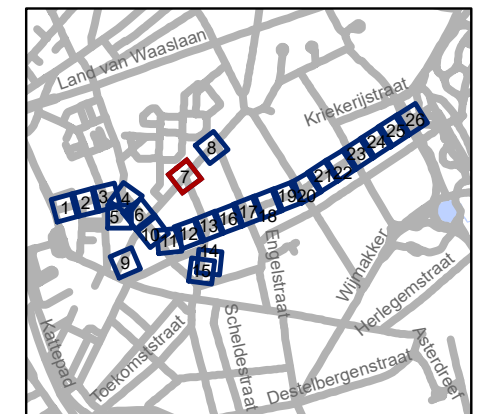 Land van Waaslaan
Kriekerijstraat
8
7
1
2
3
4
5
6
9
10
11
12
13
14
15
16
17
18
19
20
21
22
23
24
25
26
Engelstraat
Wijmakker
Herlegemstraat
Kattepad
Toekomststraat
Scheldestraat
Destelbergenstraat
Asterdreef